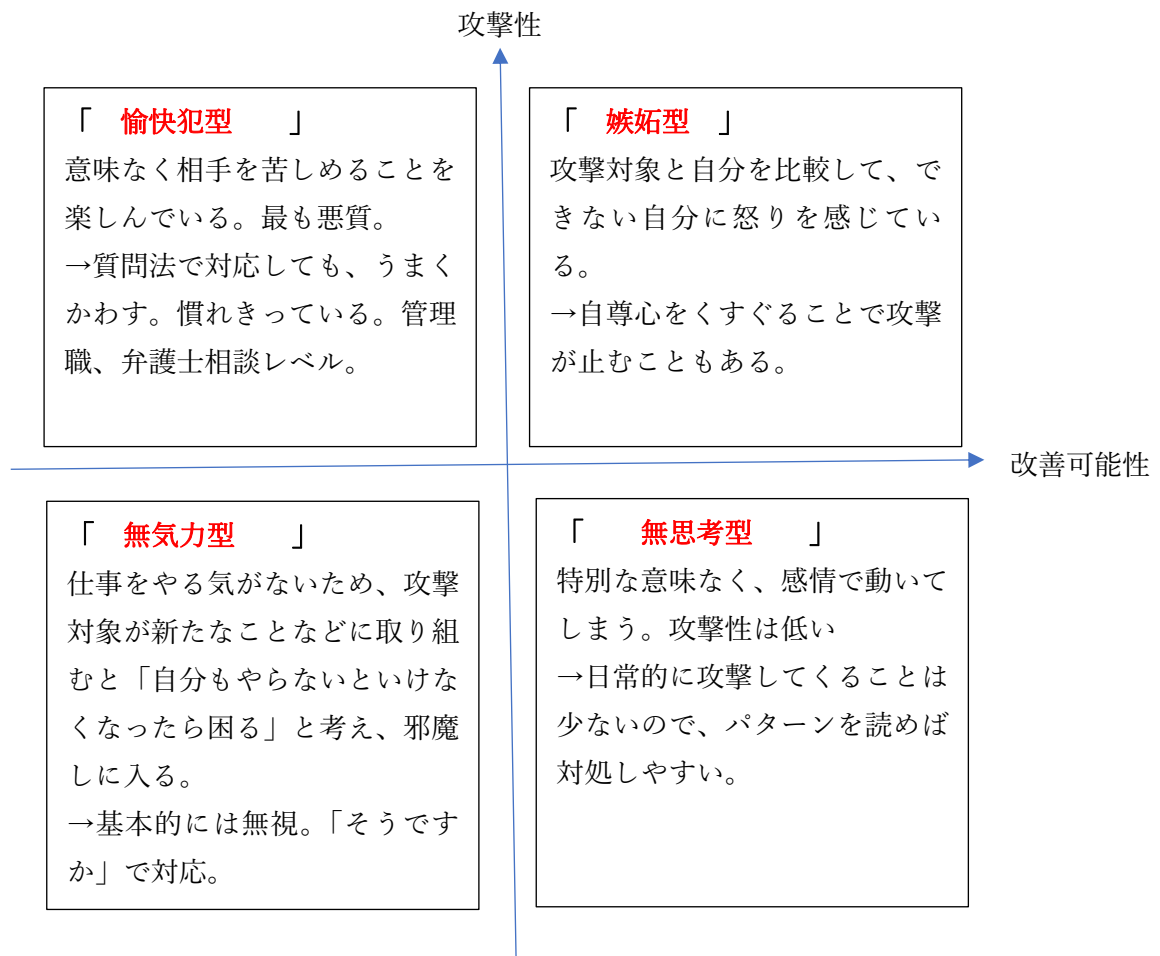 攻撃性
「　愉快犯型　　」
意味なく相手を苦しめることを
楽しんでいる。最も悪質。
→質問法で対応しても、うまく
かわす。慣れきっている。管理
職、弁護士相談レベル。
「　嫉妬型　」
攻撃対象と自分を比較して、で
きない自分に怒りを感じてい
る。
→自尊心をくすぐることで攻撃
が止むこともある。
改善可能性
「　無気力型　　」
仕事をやる気がないため、攻撃
対象が新たなことなどに取り組
むと「自分もやらないといけな
くなったら困る」と考え、邪魔
しに入る。
→基本的には無視。「そうです
か」で対応。
「　　無思考型　　」
特別な意味なく、感情で動いて
しまう。攻撃性は低い
→日常的に攻撃してくることは
少ないので、パターンを読めば
対処しやすい。